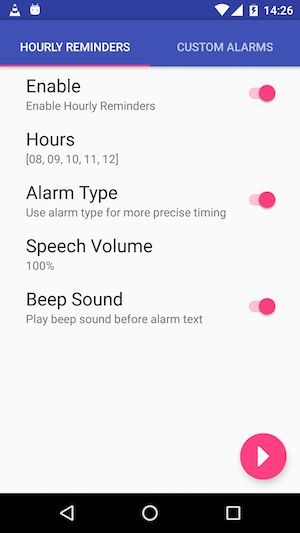 14:26
HOURLY REMINDERS CUSTOM ALARMS
Enable
Enable Hourly Reminders
Hours
[08, 09, 10, 11, 12]
Alarm Type
Use alarm type for more precise timing
Speech Volume
100%
Beep Sound
Play beep sound before alarm text